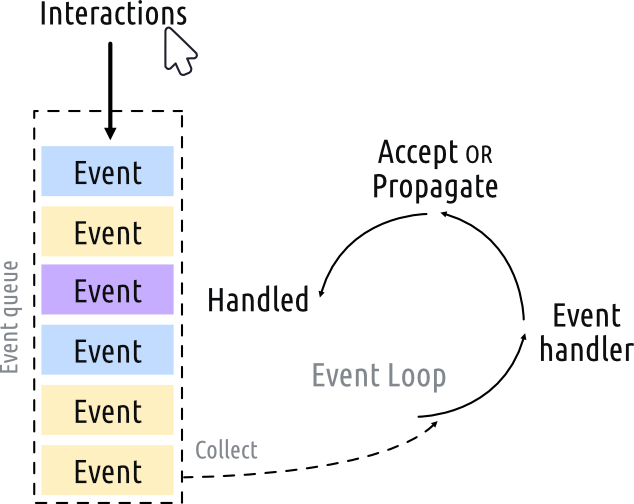 Interactions
Event queue
Event
Event
Event
Event
Event
Event
Collect
Event Loop
Event
handler
Accept OR
Propagate
Handled